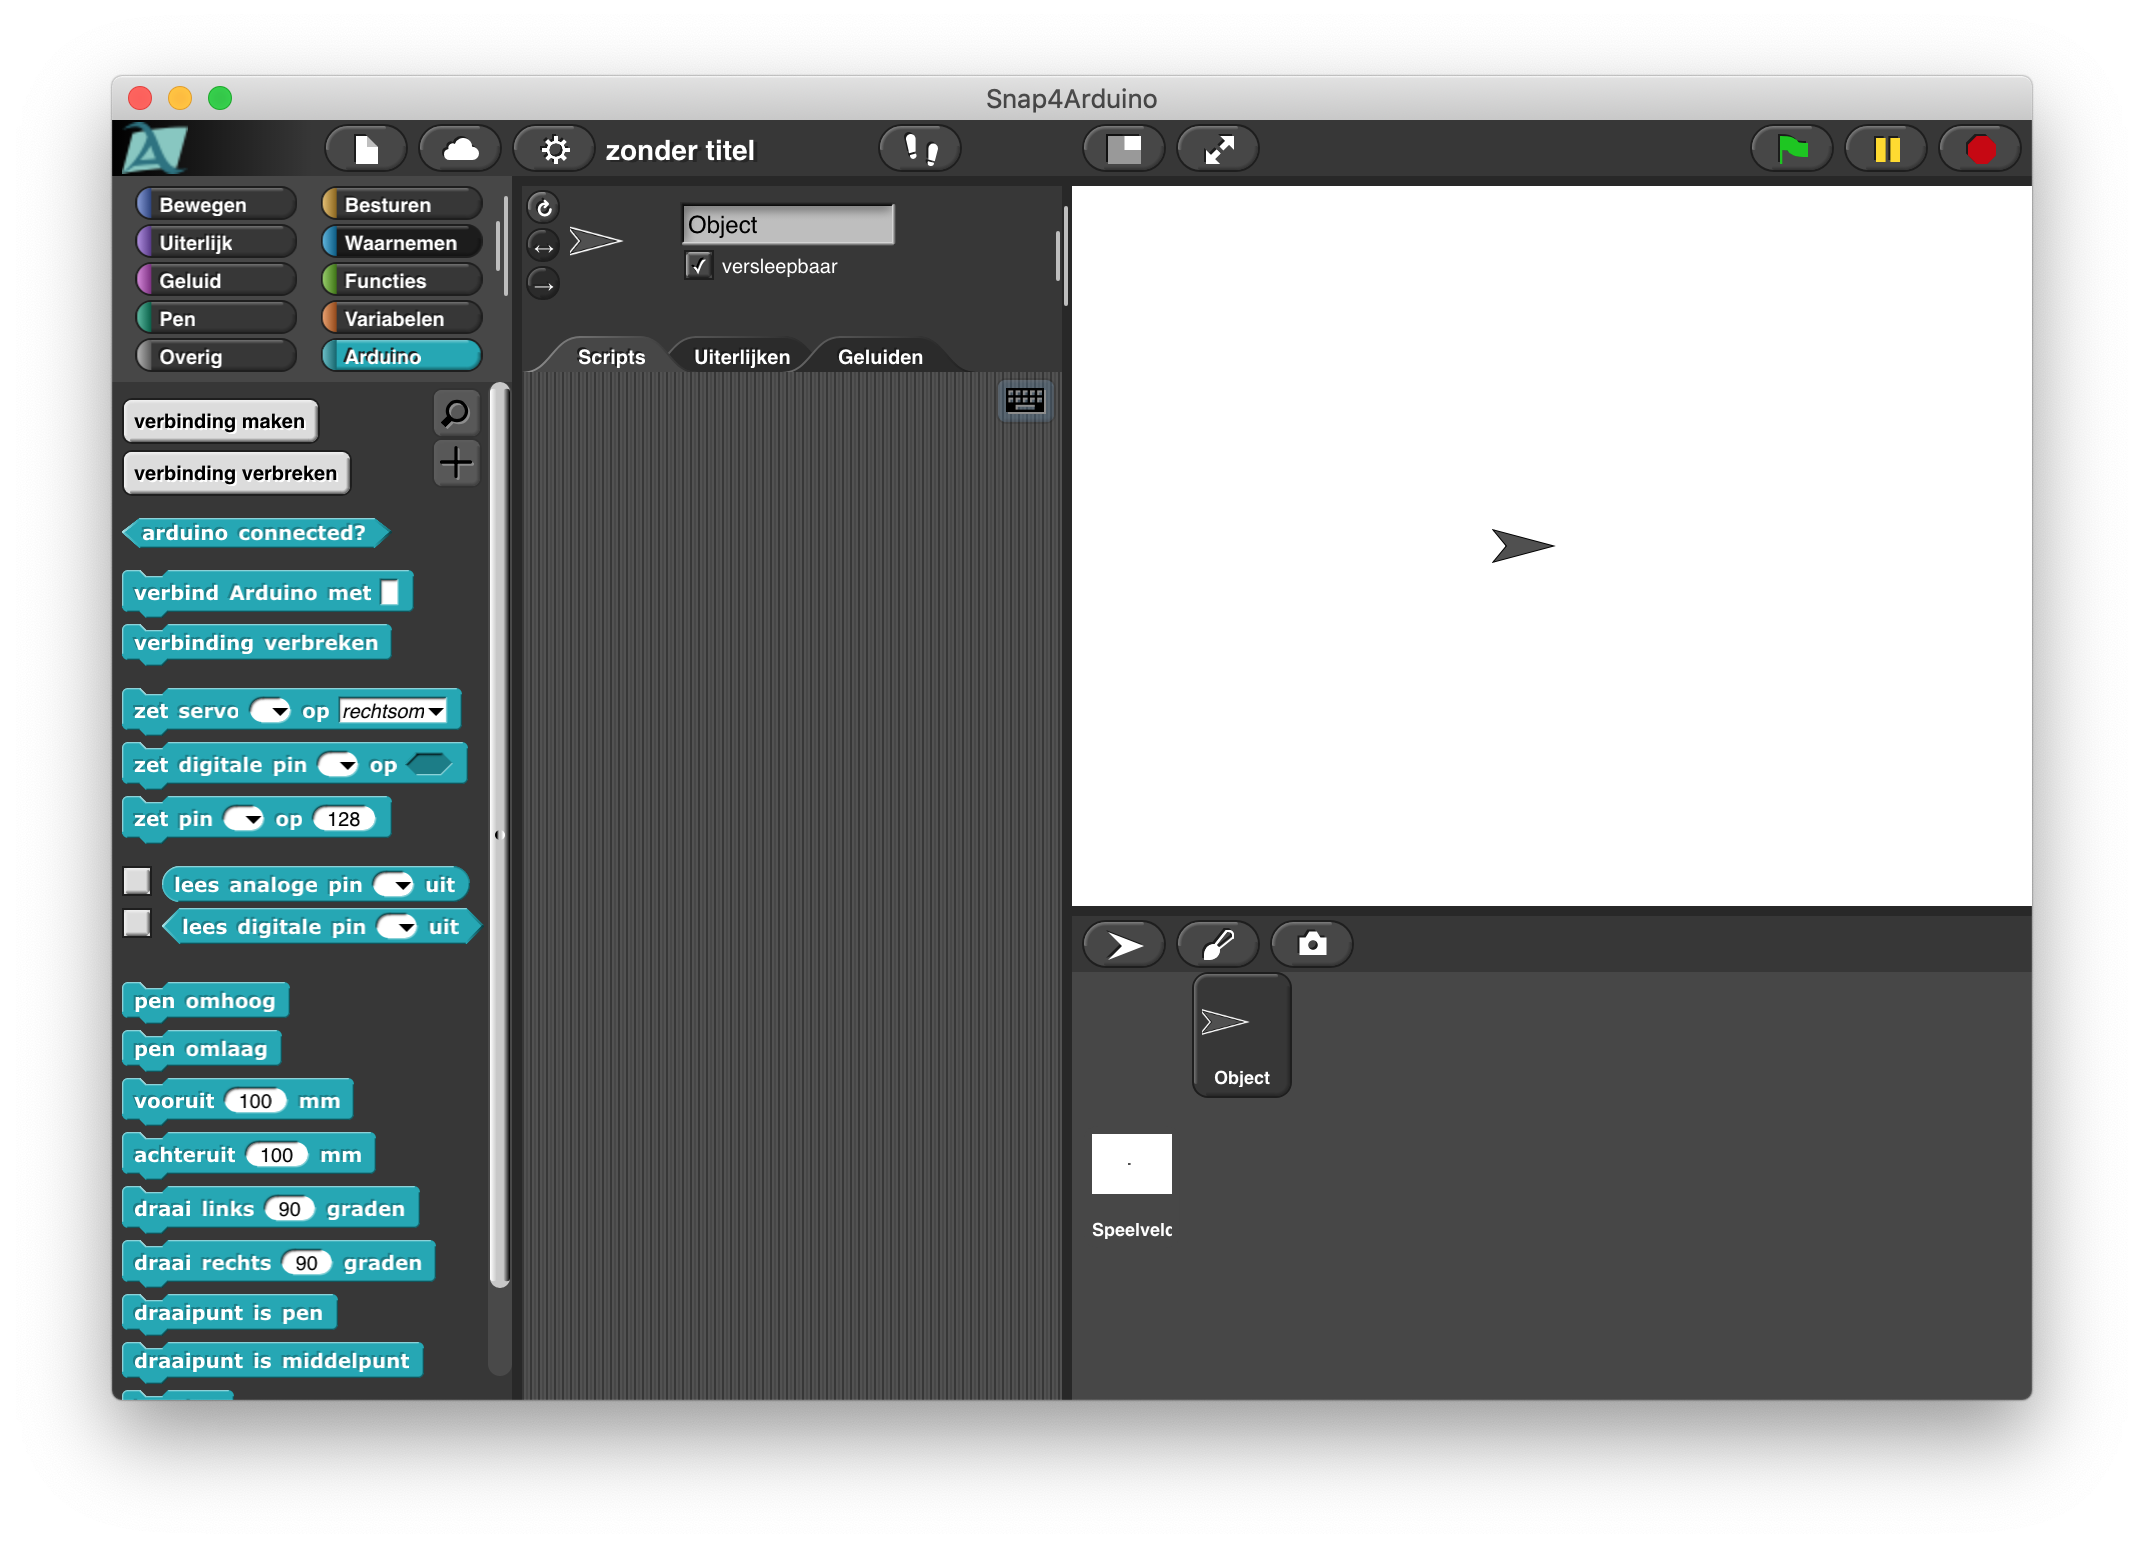 Snap4Arduino
zonder titel
Bewegen
Besturen
Uiterlijk
Waarnemen
Geluid
Functies
Pen
Variabelen
Overig
Arduino
Object
versleepbaar
Scripts
Uiterlijken
Geluiden
verbinding maken
verbinding verbreken
arduino connected?
verbind Arduino met
verbinding verbreken
zet servo op rechtsom
zet digitale pin op
zet pin op 128
lees analoge pin uit
lees digitale pin uit
pen omhoog
pen omlaag
vooruit 100 mm
achteruit 100 mm
draai links 90 graden
draai rechts 90 graden
draaipunt is pen
draaipunt is middelpunt
Object